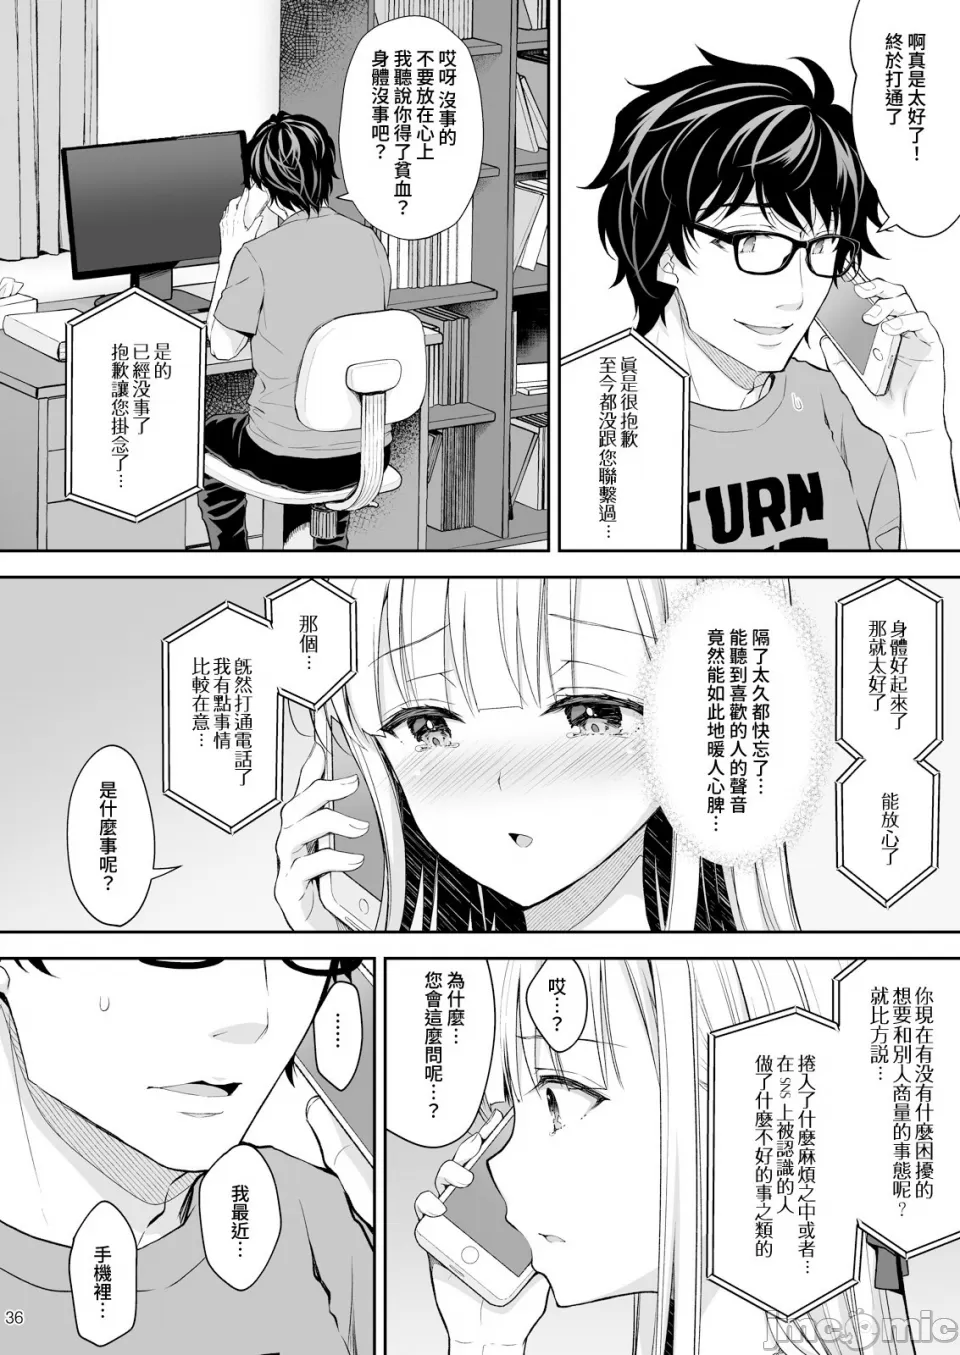 啊真是太好了！
終於打通了
眞是很抱歉
至今都没跟您聯繫過…
TURN
哎呀 沒事的
不要放在心上
我聽說你得了貧血？
身體沒事吧？
是的
已經没事了
抱歉讓您掛念了…
身體好起來了
那就太好了
能放心了
隔了太久都快忘了…
能聽到喜歡的人的聲音
竟然能如此地暖人心脾…
那個…
旣然打通電話了
我有點事情
比較在意…
是什麼事呢？
你現在有没有什麼困擾的
想要和別人商量的事態呢？
就比方説…
捲入了什麼麻煩之中或者
在 SNS 上被認識的人
做了什麼不好的事之類的
哎…？
為什麼…
您會這麼問呢…？
……
我最近…
手機裡…
36
jmcomic